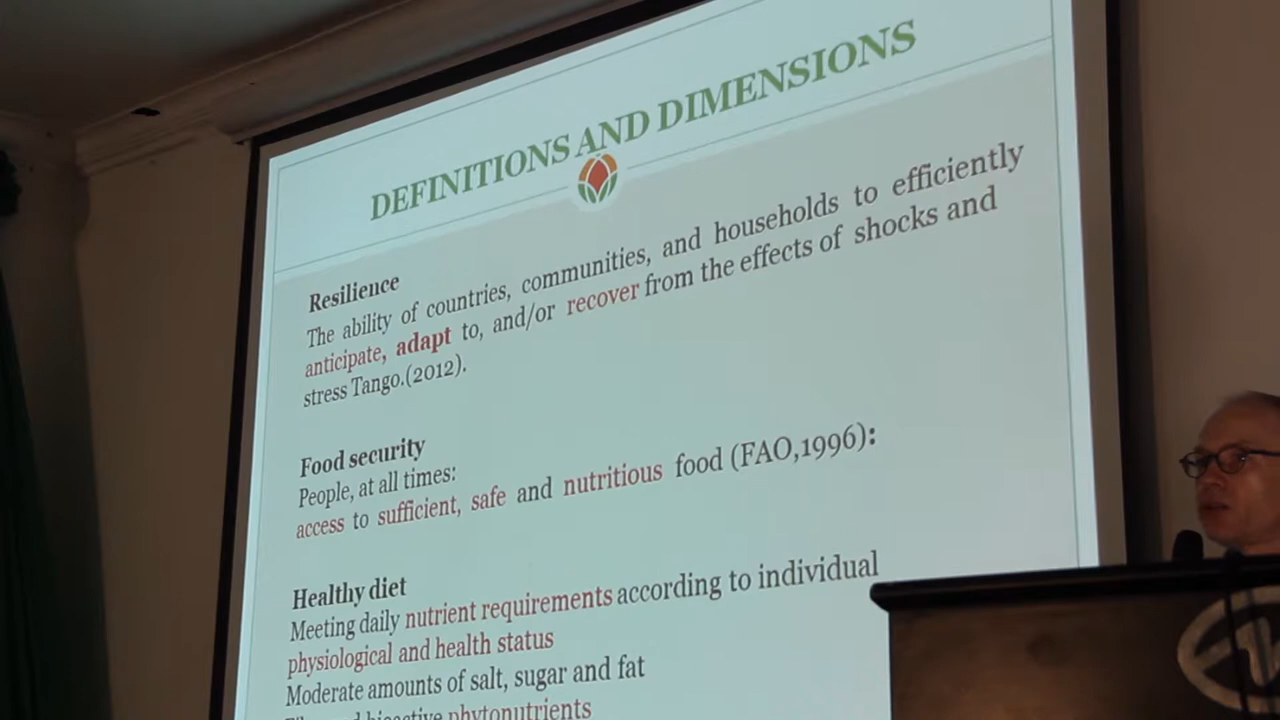 DEFINITIONS AND DIMENSIONS
Resilience
The ability of countries, communities, and households to efficiently
anticipate, adapt to, and/or recover from the effects of shocks and
stress Tango.(2012).
Food security
People, at all times:
access to sufficient, safe and nutritious food (FAO,1996):
Healthy diet
Meeting daily nutrient requirements according to individual
physiological and health status
Moderate amounts of salt, sugar and fat
bioactive phytonutrients